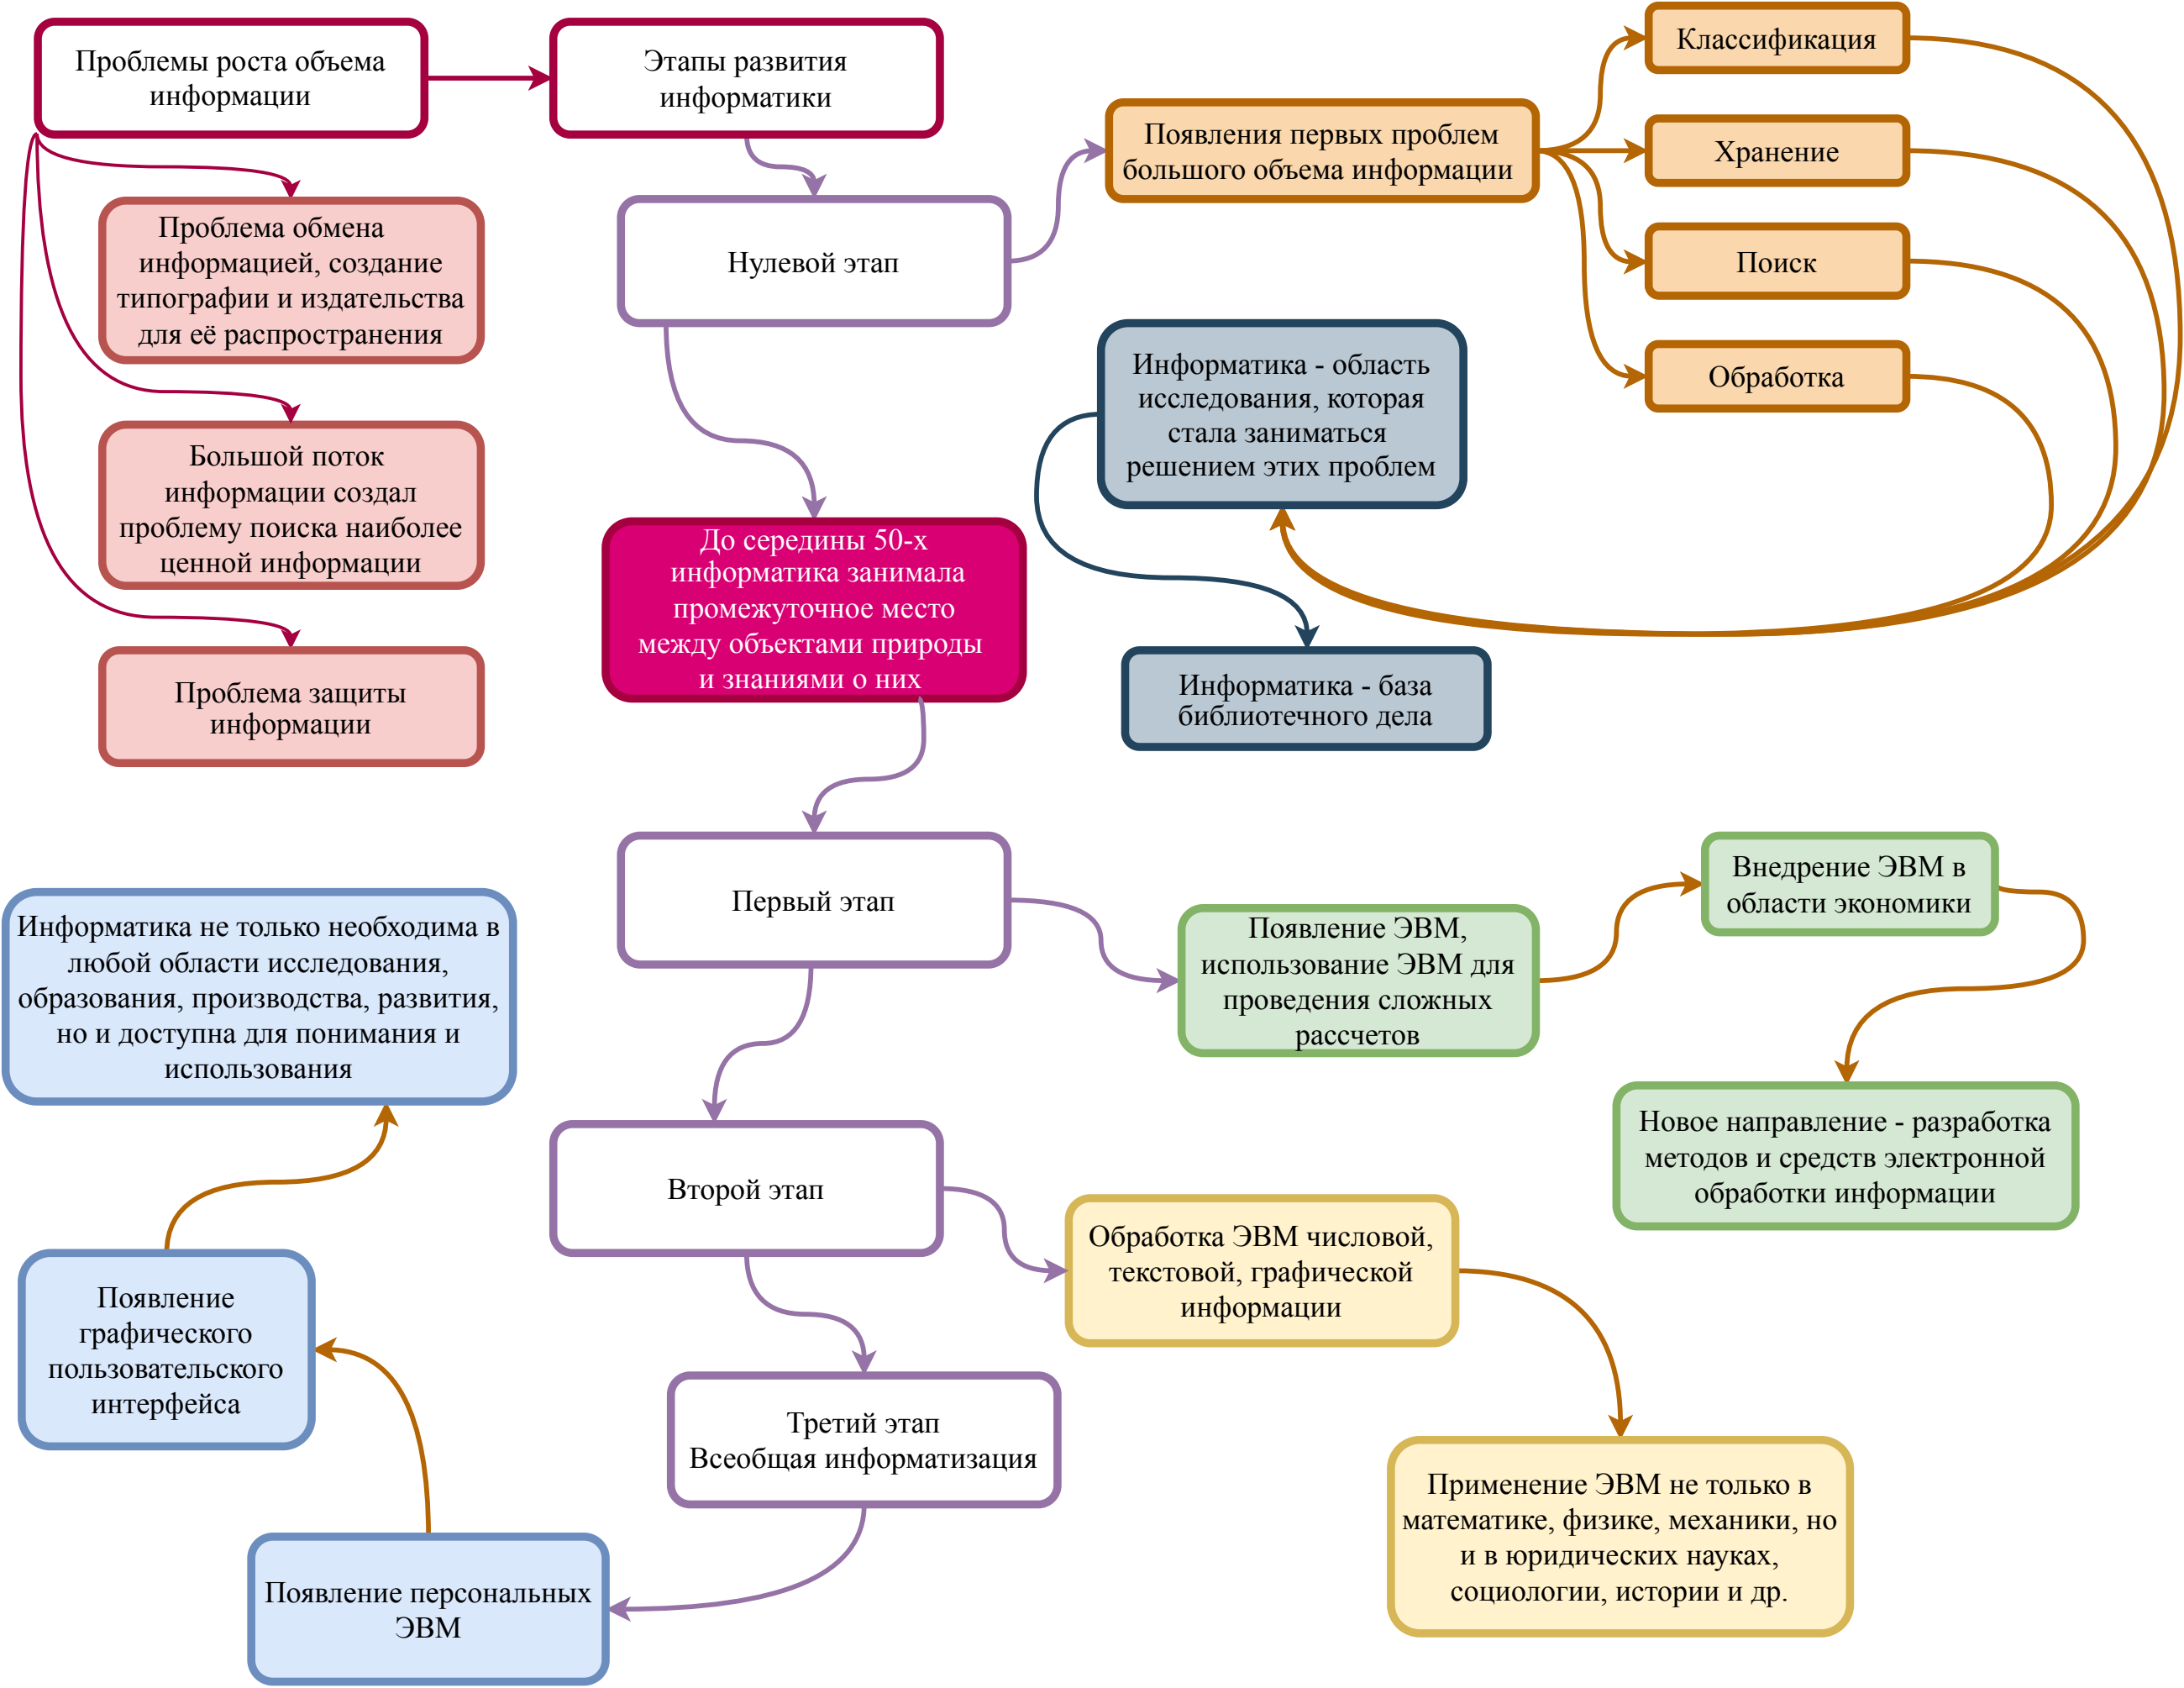 Проблемы роста объема
информации
Этапы развития
информатики
Появления первых проблем
большого объема информации
Классификация
Хранение
Поиск
Обработка
Проблема обмена
информацией, создание
типографии и издательства
для её распространения
Большой поток
информации создал
проблему поиска наиболее
ценной информации
Проблема защиты
информации
Нулевой этап
Информатика - область
исследования, которая
стала заниматься
решением этих проблем
Информатика - база
библиотечного дела
До середины 50-х
информатика занимала
промежуточное место
между объектами природы
и знаниями о них
Первый этап
Появление ЭВМ,
использование ЭВМ для
проведения сложных
рассчетов
Внедрение ЭВМ в
области экономики
Новое направление - разработка
методов и средств электронной
обработки информации
Второй этап
Обработка ЭВМ числовой,
текстовой, графической
информации
Применение ЭВМ не только в
математике, физике, механики, но
и в юридических науках,
социологии, истории и др.
Третий этап
Всеобщая информатизация
Появление персональных
ЭВМ
Появление
графического
пользовательского
интерфейса
Информатика не только необходима в
любой области исследования,
образования, производства, развития,
но и доступна для понимания и
использования